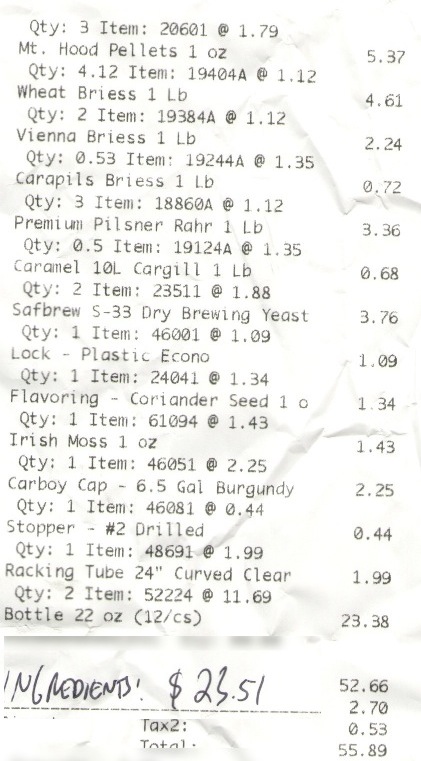 Qty: 3 Item: 20601 @ 1.79
Mt. Hood Pellets 1 oz 5.37
Qty: 4.12 Item: 19404A @ 1.12
Wheat Briess 1 Lb 4.61
Qty: 2 Item: 19384A @ 1.12
Vienna Briess 1 Lb 2.24
Qty: 0.53 Item: 19244A @ 1.35
Carapils Briess 1 Lb 0.72
Qty: 3 Item: 18860A @ 1.12
Premium Pilsner Rahr 1 Lb 3.36
Qty: 0.5 Item: 19124A @ 1.35
Caramel 10L Cargill 1 Lb 0.68
Qty: 2 Item: 23511 @ 1.88
Safbrew S-33 Dry Brewing Yeast 3.76
Qty: 1 Item: 46001 @ 1.09
Lock - Plastic Econo 1.09
Qty: 1 Item: 24041 @ 1.34
Flavoring - Coriander Seed 1 o 1.34
Qty: 1 Item: 61094 @ 1.43
Irish Moss 1 oz 1.43
Qty: 1 Item: 46051 @ 2.25
Carboy Cap - 6.5 Gal Burgundy 2.25
Qty: 1 Item: 46081 @ 0.44
Stopper - #2 Drilled 0.44
Qty: 1 Item: 48691 @ 1.99
Racking Tube 24" Curved Clear 1.99
Qty: 2 Item: 52224 @ 11.69
Bottle 22 oz (12/cs) 23.38
INGREDIENTS: $23.51 52.66
2.70
Tax2: 0.53
Total: 55.89